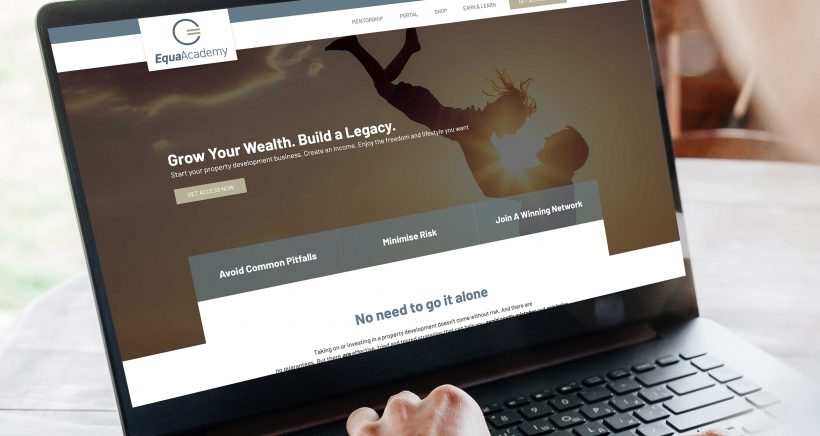 MENTORSHIP PORTAL SHOP EARN & LEARN
EquaAcademy
Grow Your Wealth. Build a Legacy.
Start your property development business. Create an income. Enjoy the freedom and lifestyle you want
GET ACCESS NOW
Avoid Common Pitfalls
Minimise Risk
Join A Winning Network
No need to go it alone
Taking on or investing in a property development doesn't come without risk. And there are
no guarantees. But there are